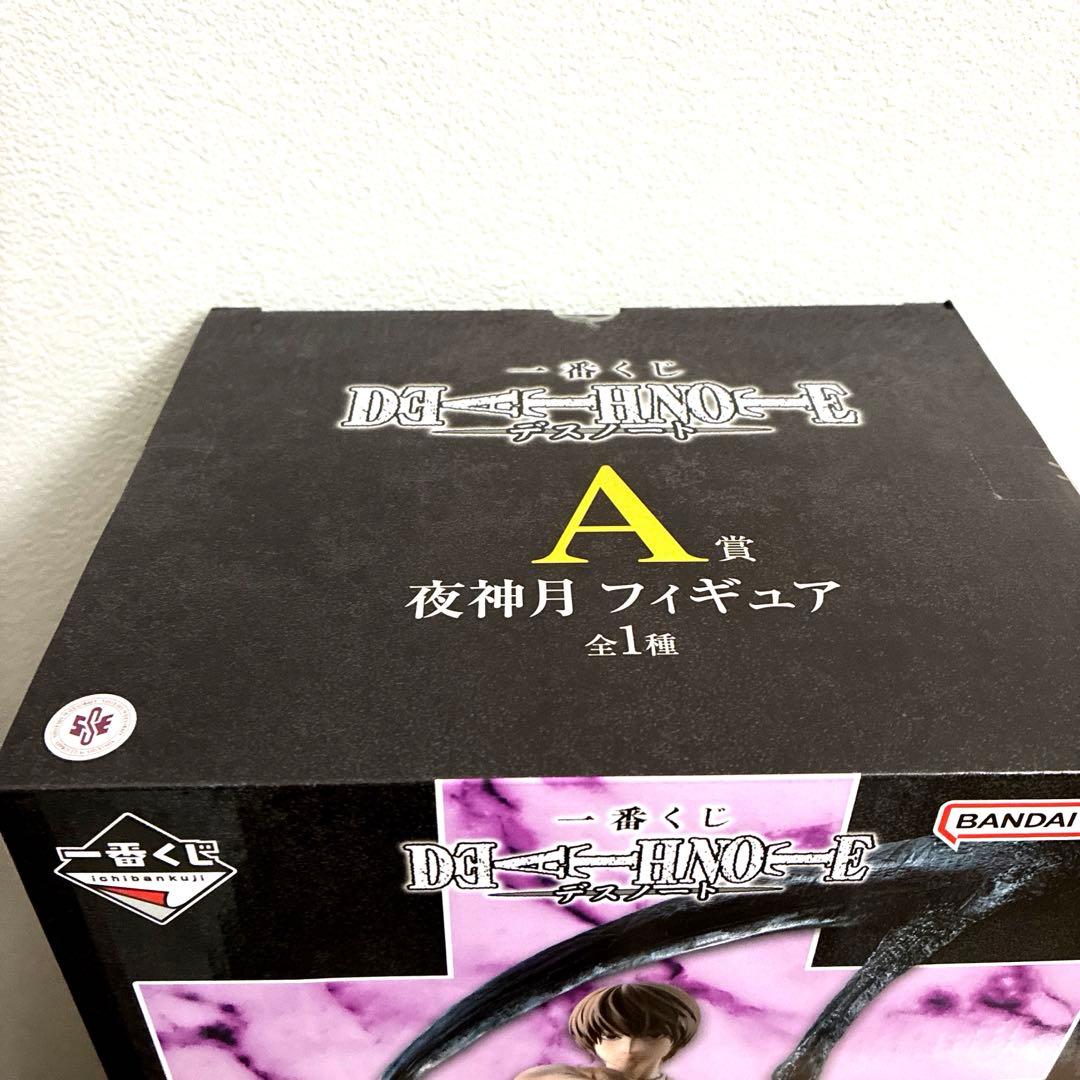 一番くじ
DEATH NOTE
デスノート
A賞
夜神月 フィギュア
全1種
一番くじ
ichibankuji
一番くじ
DEATH NOTE
デスノート
BANDAI